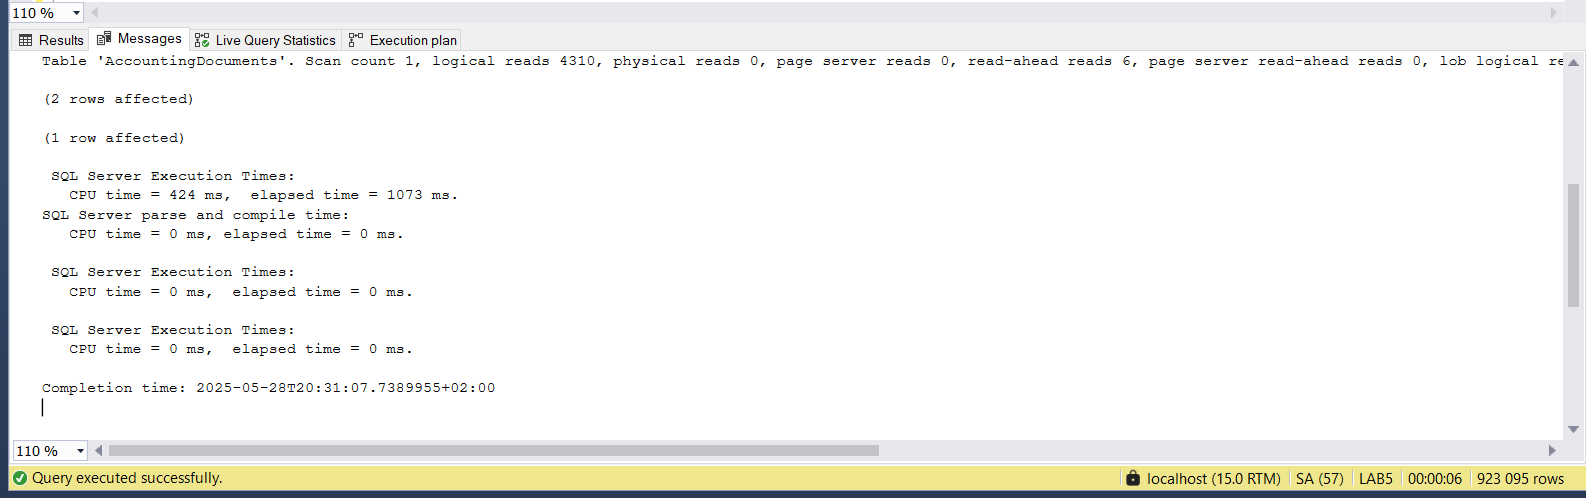 110 %
Results Messages Live Query Statistics Execution plan
Table 'AccountingDocuments'. Scan count 1, logical reads 4310, physical reads 0, page server reads 0, read-ahead reads 6, page server read-ahead reads 0, lob logical re
(2 rows affected)
(1 row affected)
SQL Server Execution Times:
CPU time = 424 ms,  elapsed time = 1073 ms.
SQL Server parse and compile time:
CPU time = 0 ms, elapsed time = 0 ms.
SQL Server Execution Times:
CPU time = 0 ms,  elapsed time = 0 ms.
SQL Server Execution Times:
CPU time = 0 ms,  elapsed time = 0 ms.
Completion time: 2025-05-28T20:31:07.7389955+02:00
110 %
Query executed successfully. localhost (15.0 RTM) SA (57) LAB5 00:00:06 923 095 rows